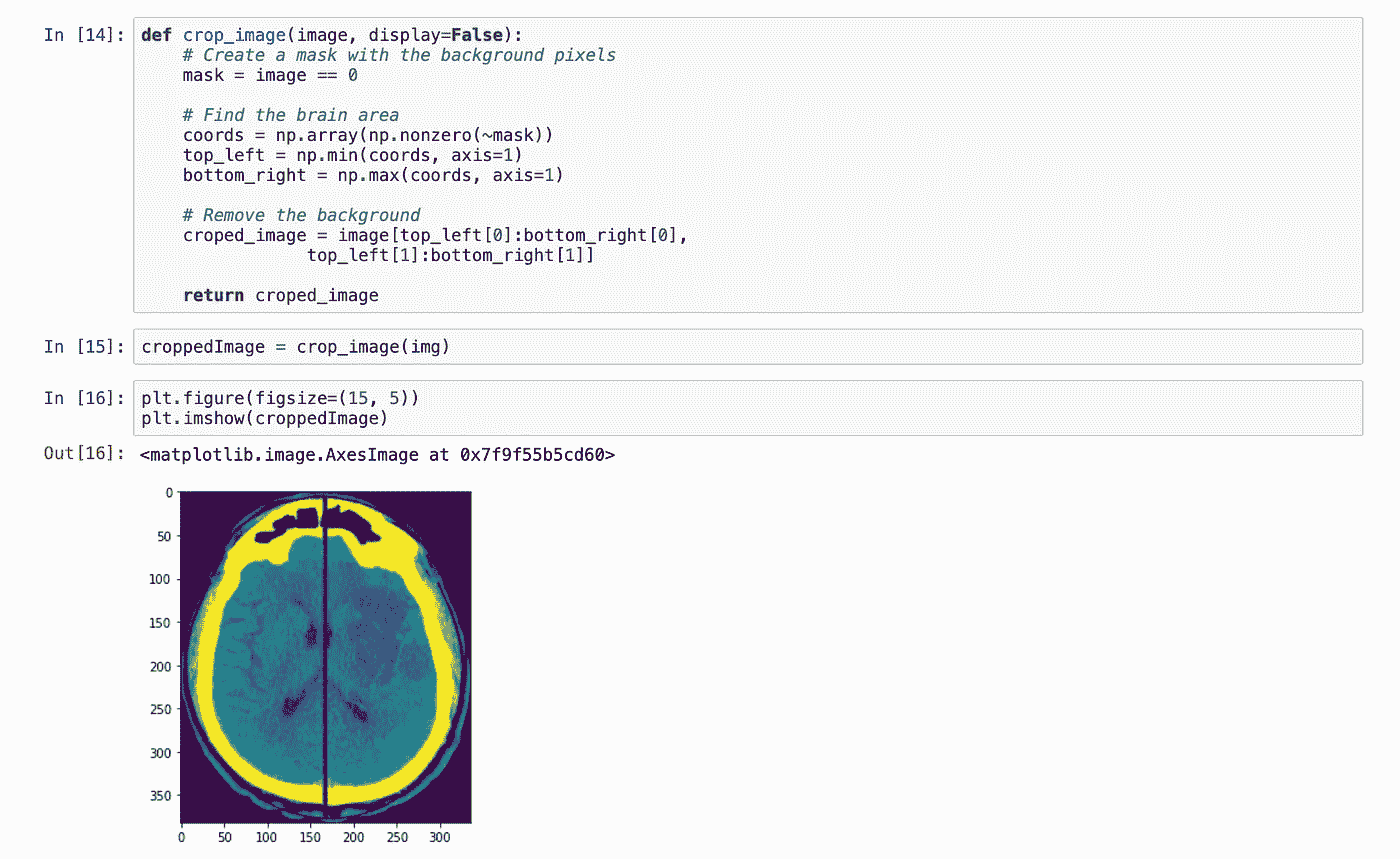 In [14]: def crop_image(image, display=False):
# Create a mask with the background pixels
mask = image == 0
# Find the brain area
coords = np.array(np.nonzero(~mask))
top_left = np.min(coords, axis=1)
bottom_right = np.max(coords, axis=1)
# Remove the background
croped_image = image[top_left[0]:bottom_right[0],
top_left[1]:bottom_right[1]]
return croped_image
In [15]: croppedImage = crop_image(img)
In [16]: plt.figure(figsize=(15, 5))
plt.imshow(croppedImage)
Out[16]: <matplotlib.image.AxesImage at 0x7f9f55b5cd60>
0
50
100
150
200
250
300
350
0 50 100 150 200 250 300